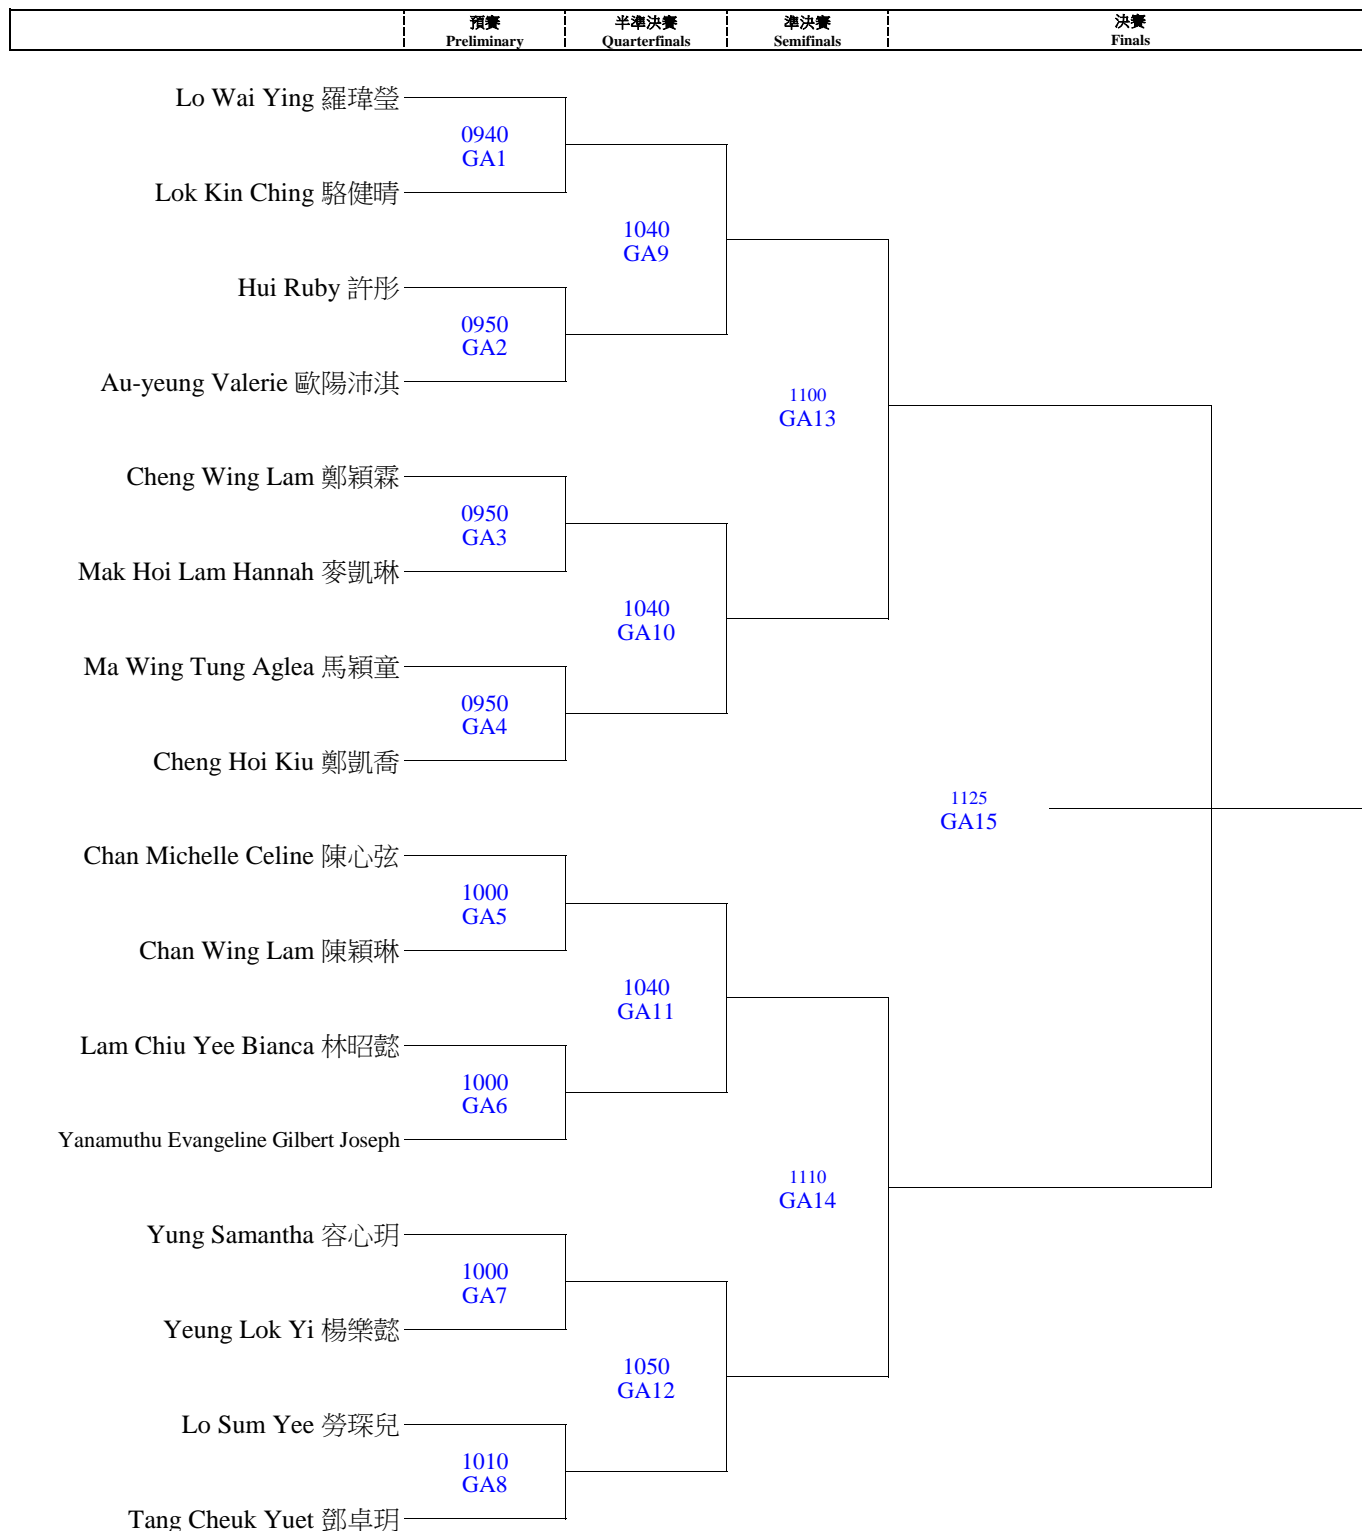 預賽 半準決賽 準決賽 決賽
Preliminary Quarterfinals Semifinals Finals
Lo Wai Ying 羅瑋瑩
0940
GA1
Lok Kin Ching 駱健晴
1040
GA9
Hui Ruby 許彤
0950
GA2
Au-yeung Valerie 歐陽沛淇
1100
GA13
Cheng Wing Lam 鄭穎霖
0950
GA3
Mak Hoi Lam Hannah 麥凱琳
1040
GA10
Ma Wing Tung Aglea 馬穎童
0950
GA4
Cheng Hoi Kiu 鄭凱喬
1125
GA15
Chan Michelle Celine 陳心弦
1000
GA5
Chan Wing Lam 陳穎琳
1040
GA11
Lam Chiu Yee Bianca 林昭懿
1000
GA6
Yanamuthu Evangeline Gilbert Joseph
1110
GA14
Yung Samantha 容心玥
1000
GA7
Yeung Lok Yi 楊樂懿
1050
GA12
Lo Sum Yee 勞琛兒
1010
GA8
Tang Cheuk Yuet 鄧卓玥